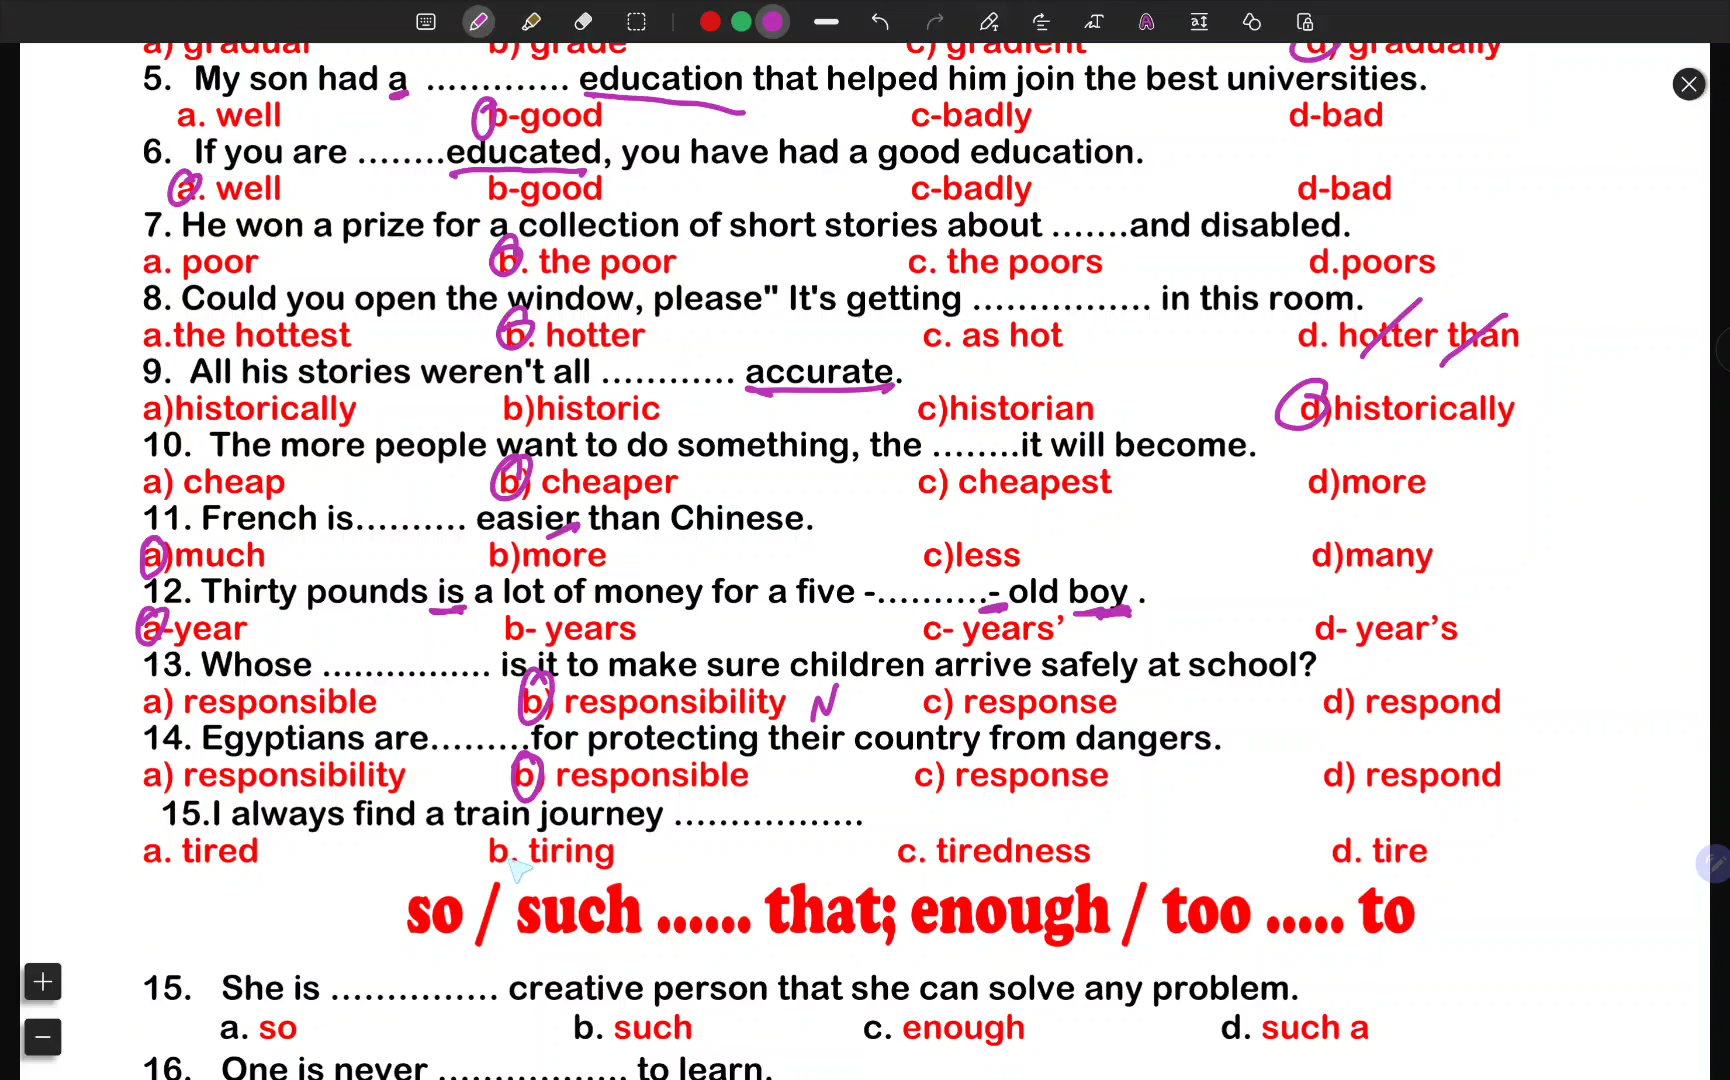 a) gradual b) grade c) gradient d) gradually
5. My son had a ............. education that helped him join the best universities.
a. well b-good c-badly d-bad
6. If you are ........educated, you have had a good education.
a. well b-good c-badly d-bad
7. He won a prize for a collection of short stories about .......and disabled.
a. poor b. the poor c. the poors d.poors
8. Could you open the window, please" It's getting ................ in this room.
a.the hottest b. hotter c. as hot d. hotter than
9. All his stories weren't all ............ accurate.
a)historically b)historic c)historian d)historically
10. The more people want to do something, the ........it will become.
a) cheap b) cheaper c) cheapest d)more
11. French is.......... easier than Chinese.
a)much b)more c)less d)many
12. Thirty pounds is a lot of money for a five -..........- old boy .
a-year b- years c- years’ d- year’s
13. Whose ............... is it to make sure children arrive safely at school?
a) responsible b) responsibility N c) response d) respond
14. Egyptians are.........for protecting their country from dangers.
a) responsibility b) responsible c) response d) respond
15.I always find a train journey .................
a. tired b. tiring c. tiredness d. tire
so / such ...... that; enough / too ..... to
15. She is ............... creative person that she can solve any problem.
a. so b. such c. enough d. such a
16. One is never ................. to learn.